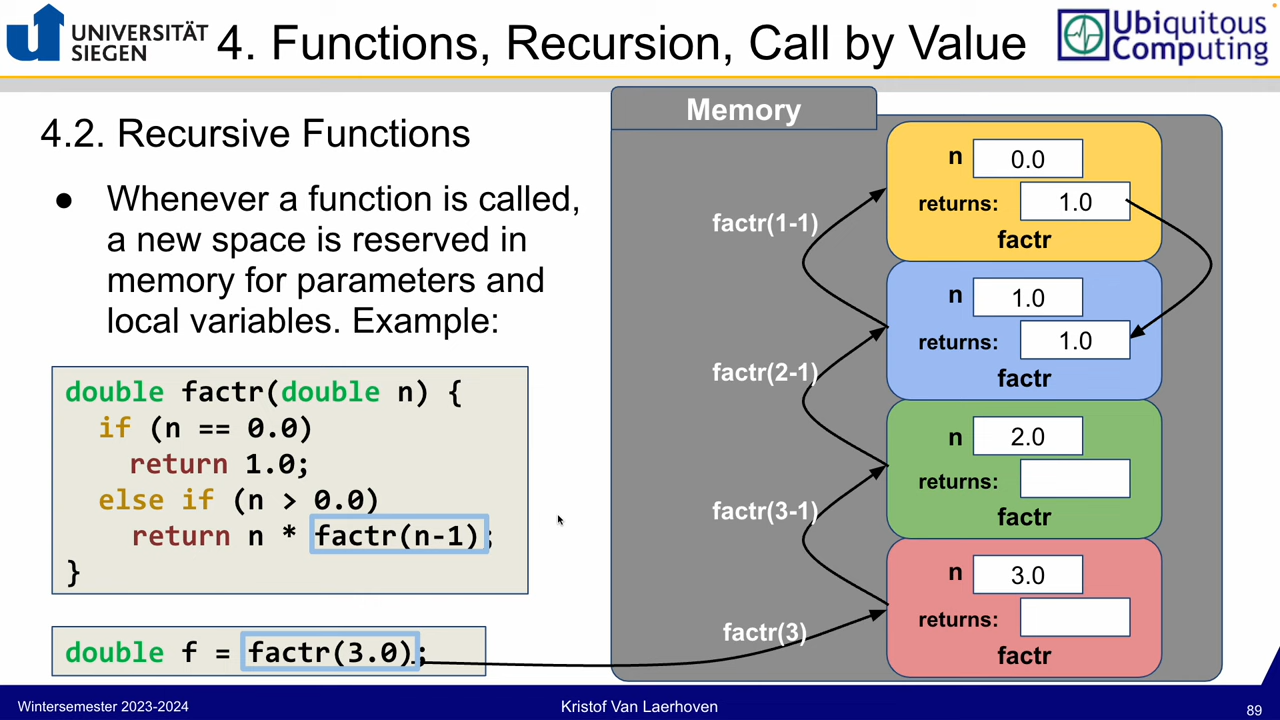 UNIVERSITÄT
SIEGEN
4. Functions, Recursion, Call by Value
Ubiquitous
Computing
4.2. Recursive Functions
● Whenever a function is called,
a new space is reserved in
memory for parameters and
local variables. Example:
double factr(double n) {
if (n == 0.0)
return 1.0;
else if (n > 0.0)
return n * factr(n-1);
}
double f = factr(3.0);
Memory
n 0.0
returns: 1.0
factr
factr(1-1)
n 1.0
returns: 1.0
factr
factr(2-1)
n 2.0
returns:
factr
factr(3-1)
n 3.0
returns:
factr
factr(3)
Wintersemester 2023-2024
Kristof Van Laerhoven
89